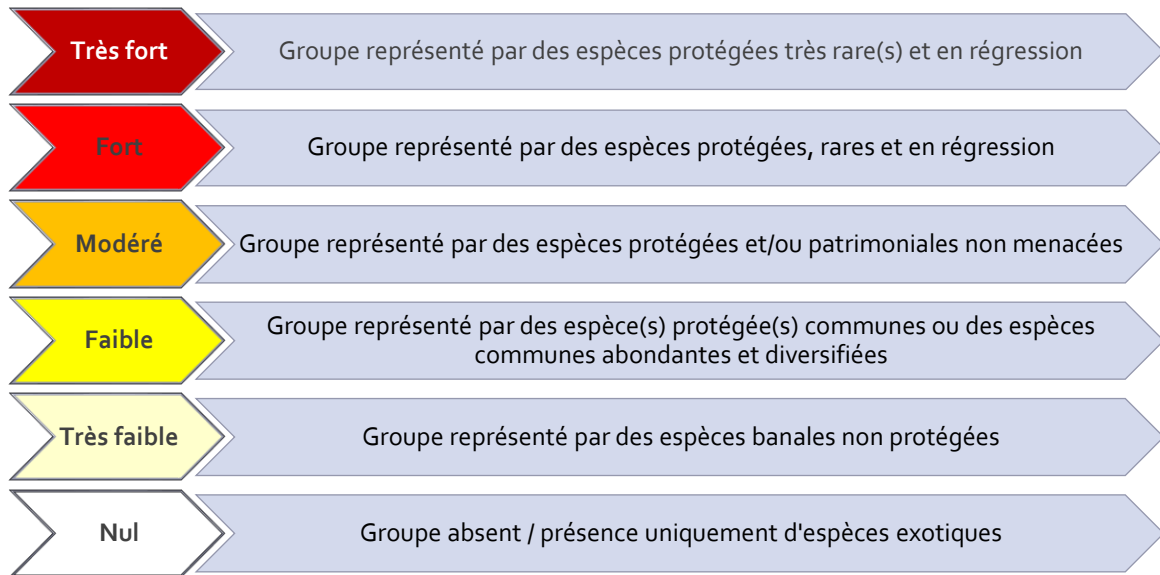 Très fort
Groupe représenté par des espèces protégées très rare(s) et en régression
Fort
Groupe représenté par des espèces protégées, rares et en régression
Modéré
Groupe représenté par des espèces protégées et/ou patrimoniales non menacées
Faible
Groupe représenté par des espèce(s) protégée(s) communes ou des espèces
communes abondantes et diversifiées
Très faible
Groupe représenté par des espèces banales non protégées
Nul
Groupe absent / présence uniquement d'espèces exotiques